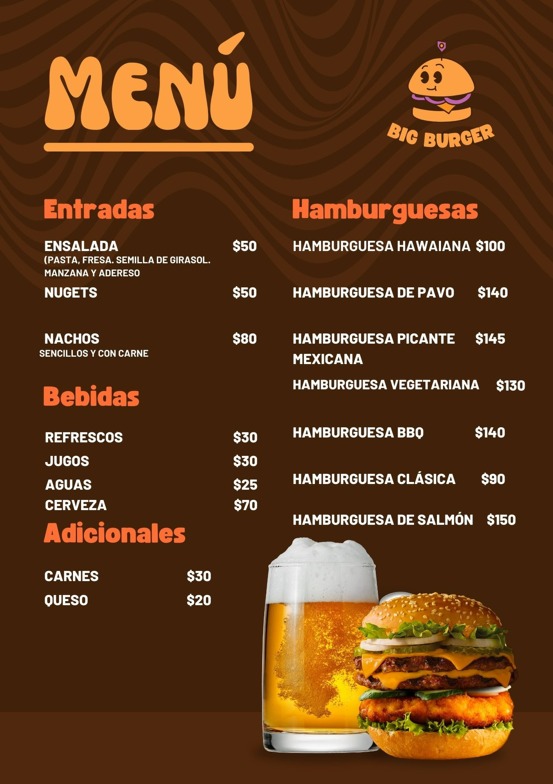 MENÚ
BIG BURGER
Entradas
ENSALADA $50
(PASTA, FRESA. SEMILLA DE GIRASOL.
MANZANA Y ADERESO
NUGETS $50
NACHOS $80
SENCILLOS Y CON CARNE
Bebidas
REFRESCOS $30
JUGOS $30
AGUAS $25
CERVEZA $70
Adicionales
CARNES $30
QUESO $20
Hamburguesas
HAMBURGUESA HAWAIANA $100
HAMBURGUESA DE PAVO $140
HAMBURGUESA PICANTE $145
MEXICANA
HAMBURGUESA VEGETARIANA $130
HAMBURGUESA BBQ $140
HAMBURGUESA CLÁSICA $90
HAMBURGUESA DE SALMÓN $150